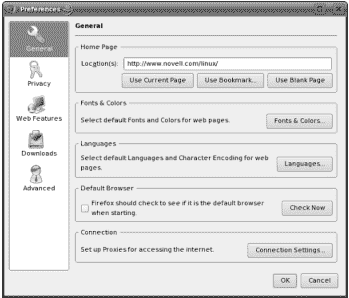 Preferences
General
General
Privacy
Web Features
Downloads
Advanced
Home Page
Location(s): http://www.novell.com/linux/
Use Current Page Use Bookmark... Use Blank Page
Fonts & Colors
Select default Fonts and Colors for web pages. Fonts & Colors...
Languages
Select default Languages and Character Encoding for web
pages. Languages...
Default Browser
Firefox should check to see if it is the default browser
when starting. Check Now
Connection
Set up Proxies for accessing the internet. Connection Settings...
OK Cancel